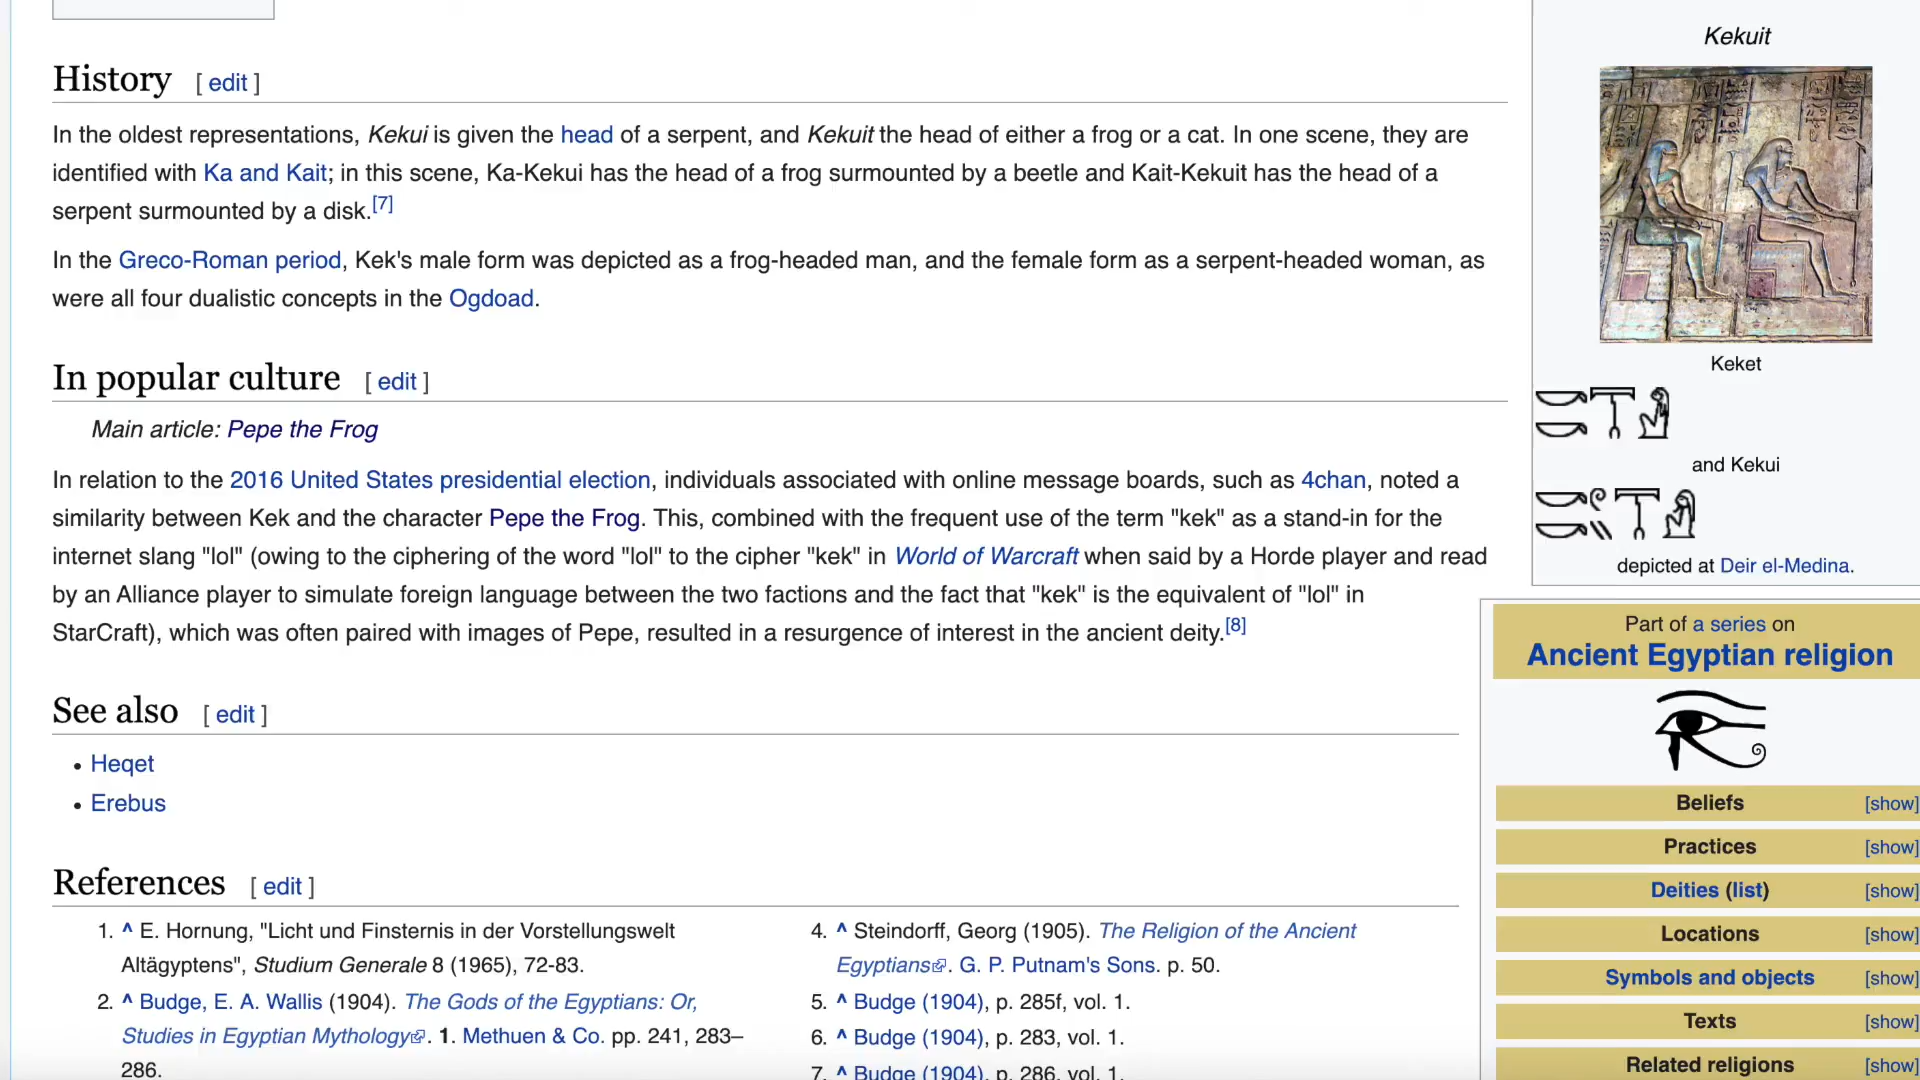 History [ edit ]
In the oldest representations, Kekui is given the head of a serpent, and Kekuit the head of either a frog or a cat. In one scene, they are
identified with Ka and Kait; in this scene, Ka-Kekui has the head of a frog surmounted by a beetle and Kait-Kekuit has the head of a
serpent surmounted by a disk.[7]
In the Greco-Roman period, Kek's male form was depicted as a frog-headed man, and the female form as a serpent-headed woman, as
were all four dualistic concepts in the Ogdoad.
In popular culture [ edit ]
Main article: Pepe the Frog
In relation to the 2016 United States presidential election, individuals associated with online message boards, such as 4chan, noted a
similarity between Kek and the character Pepe the Frog. This, combined with the frequent use of the term "kek" as a stand-in for the
internet slang "lol" (owing to the ciphering of the word "lol" to the cipher "kek" in World of Warcraft when said by a Horde player and read
by an Alliance player to simulate foreign language between the two factions and the fact that "kek" is the equivalent of "lol" in
StarCraft), which was often paired with images of Pepe, resulted in a resurgence of interest in the ancient deity.[8]
See also [ edit ]
• Heqet
• Erebus
References [ edit ]
1. ^ E. Hornung, "Licht und Finsternis in der Vorstellungswelt
Altägyptens", Studium Generale 8 (1965), 72-83.
2. ^ Budge, E. A. Wallis (1904). The Gods of the Egyptians: Or,
Studies in Egyptian Mythology. 1. Methuen & Co. pp. 241, 283–
286.
4. ^ Steindorff, Georg (1905). The Religion of the Ancient
Egyptians. G. P. Putnam's Sons. p. 50.
5. ^ Budge (1904), p. 285f, vol. 1.
6. ^ Budge (1904), p. 283, vol. 1.
7. ^ Budge (1904), p. 286, vol. 1.
Kekuit
Keket
and Kekui
depicted at Deir el-Medina.
Part of a series on
Ancient Egyptian religion
Beliefs [show]
Practices [show]
Deities (list) [show]
Locations [show]
Symbols and objects [show]
Texts [show]
Related religions [show]